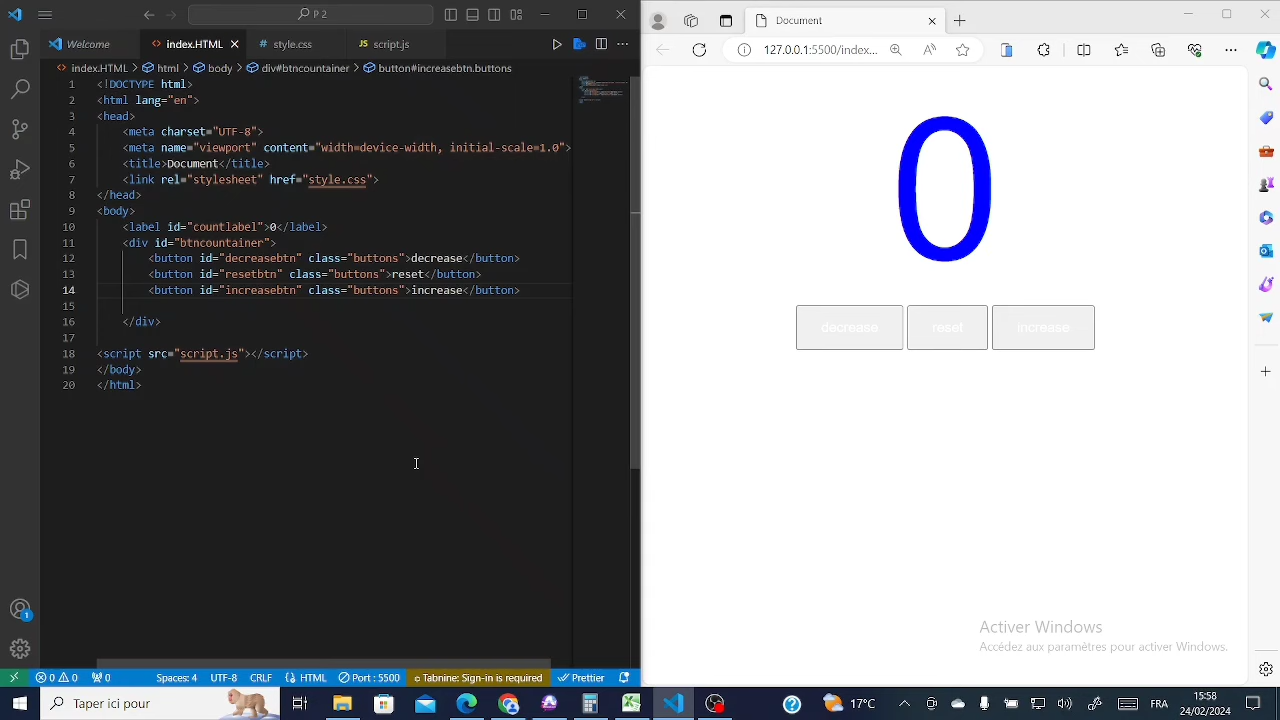 P 2
Welcome
index.HTML
style.css
JS script.js
index.HTML > html > body > div#btncountainer > button#increasebtn.buttons
1 <!DOCTYPE html>
2 <html lang="en">
3 <head>
4 <meta charset="UTF-8">
5 <meta name="viewport" content="width=device-width, initial-scale=1.0">
6 <title>Document</title>
7 <link rel="stylesheet" href="style.css">
8 </head>
9 <body>
10 <label id="countlabel">0</label>
11 <div id="btncountainer">
12 <button id="decreasebtn" class="buttons">decrease</button>
13 <button id="resetbtn" class="buttons">reset</button>
14 <button id="increasebtn" class="buttons">increase</button>
15
16 </div>
17
18 <script src="script.js"></script>
19 </body>
20 </html>
1
0 0 0 Spaces: 4 UTF-8 CRLF HTML Port : 5500 Tabnine: Sign-in is required Prettier
Document
127.0.0.1:5500/index...
0
decrease
reset
increase
Activer Windows
Accédez aux paramètres pour activer Windows.
Taper ici pour
17°C
FRA
15:58
24/02/2024